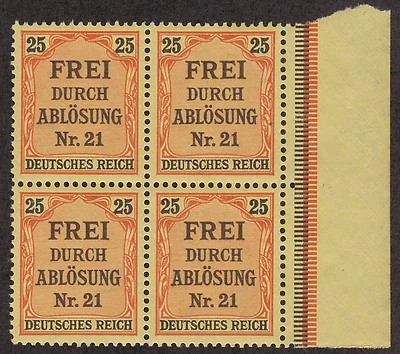 25 25 25 25
FREI FREI
DURCH DURCH
ABLÖSUNG ABLÖSUNG
Nr. 21 Nr. 21
DEUTSCHES REICH DEUTSCHES REICH
25 25 25 25
FREI FREI
DURCH DURCH
ABLÖSUNG ABLÖSUNG
Nr. 21 Nr. 21
DEUTSCHES REICH DEUTSCHES REICH